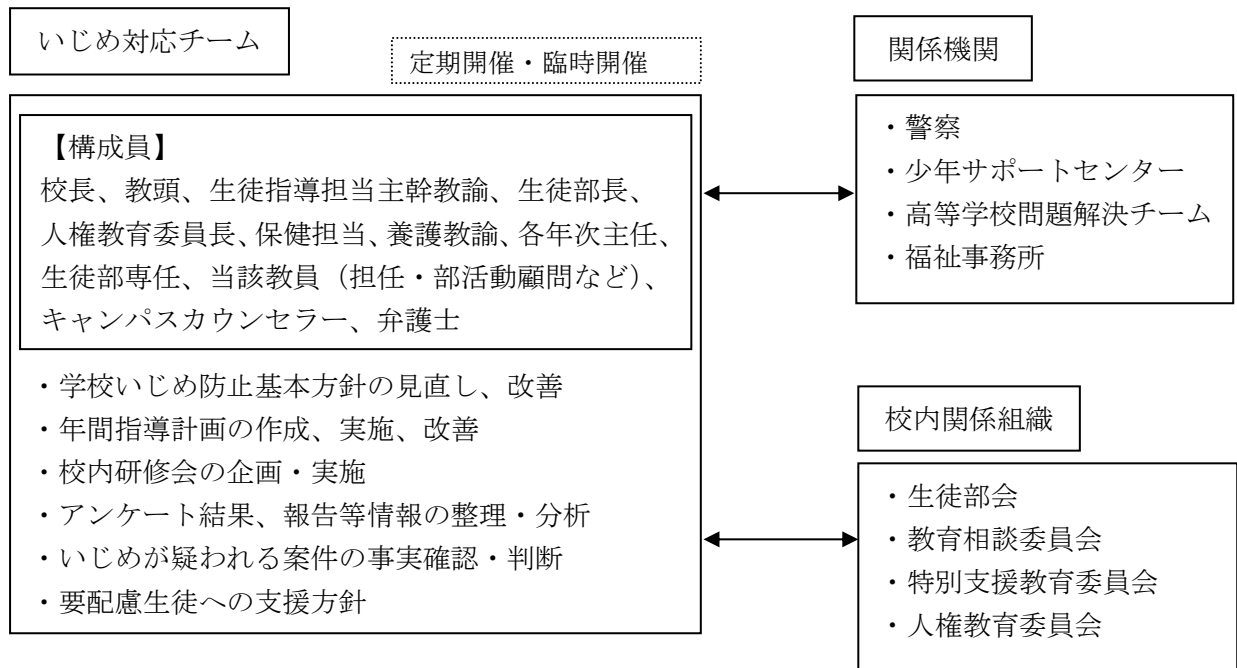 いじめ対応チーム
定期開催・臨時開催
【構成員】
校長、教頭、生徒指導担当主幹教諭、生徒部長、
人権教育委員長、保健担当、養護教諭、各年次主任、
生徒部専任、当該教員（担任・部活動顧問など）、
キャンパスカウンセラー、弁護士
・学校いじめ防止基本方針の見直し、改善
・年間指導計画の作成、実施、改善
・校内研修会の企画・実施
・アンケート結果、報告等情報の整理・分析
・いじめが疑われる案件の事実確認・判断
・要配慮生徒への支援方針
関係機関
・警察
・少年サポートセンター
・高等学校問題解決チーム
・福祉事務所
校内関係組織
・生徒部会
・教育相談委員会
・特別支援教育委員会
・人権教育委員会